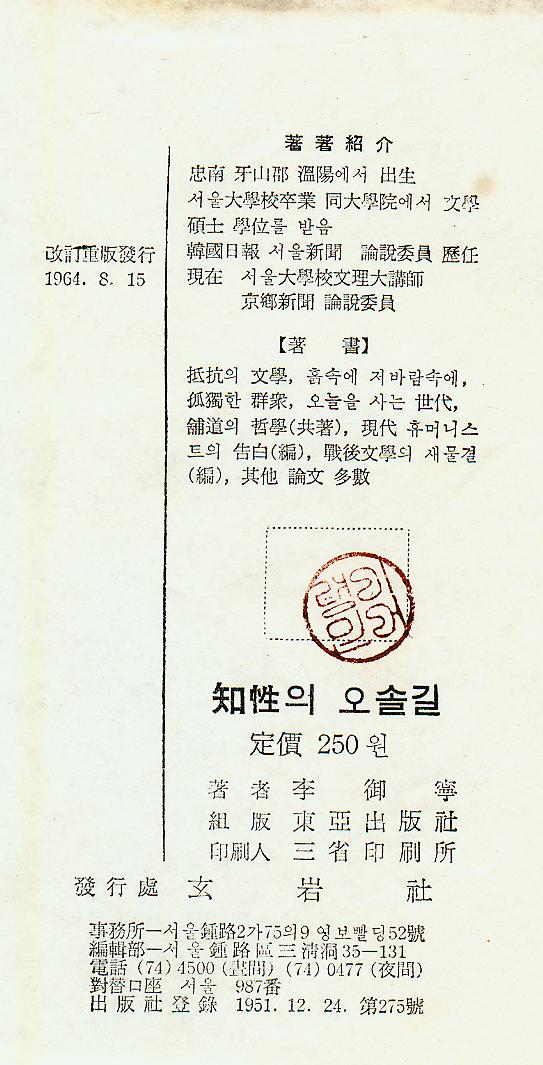 著著紹介
忠南 牙山郡 溫陽에서 出生
서울大學校卒業 同大學院에서 文學
碩士 學位를 받음
韓國日報 서울新聞 論說委員 歷任
現在 서울大學校文理大講師
京鄕新聞 論說委員
改訂重版發行
1964. 8. 15
【著 書】
抵抗의 文學, 흙속에 저바람속에,
孤獨한 群衆, 오늘을 사는 世代,
舗道의 哲學(共著), 現代 휴머니스
트의 告白(編), 戰後文學의 새물결
(編), 其他 論文 多數
知性의 오솔길
定價 250원
著者 李御寧
組版 東亞出版社
印刷人 三省印刷所
發行處 玄岩社
事務所—서울鍾路2가75의9 영보빨딩52號
編輯部—서울鍾路區三淸洞35—131
電話 (74) 4500 (晝間) (74) 0477 (夜間)
對替口座 서울 987番
出版社登錄 1951. 12. 24. 第275號